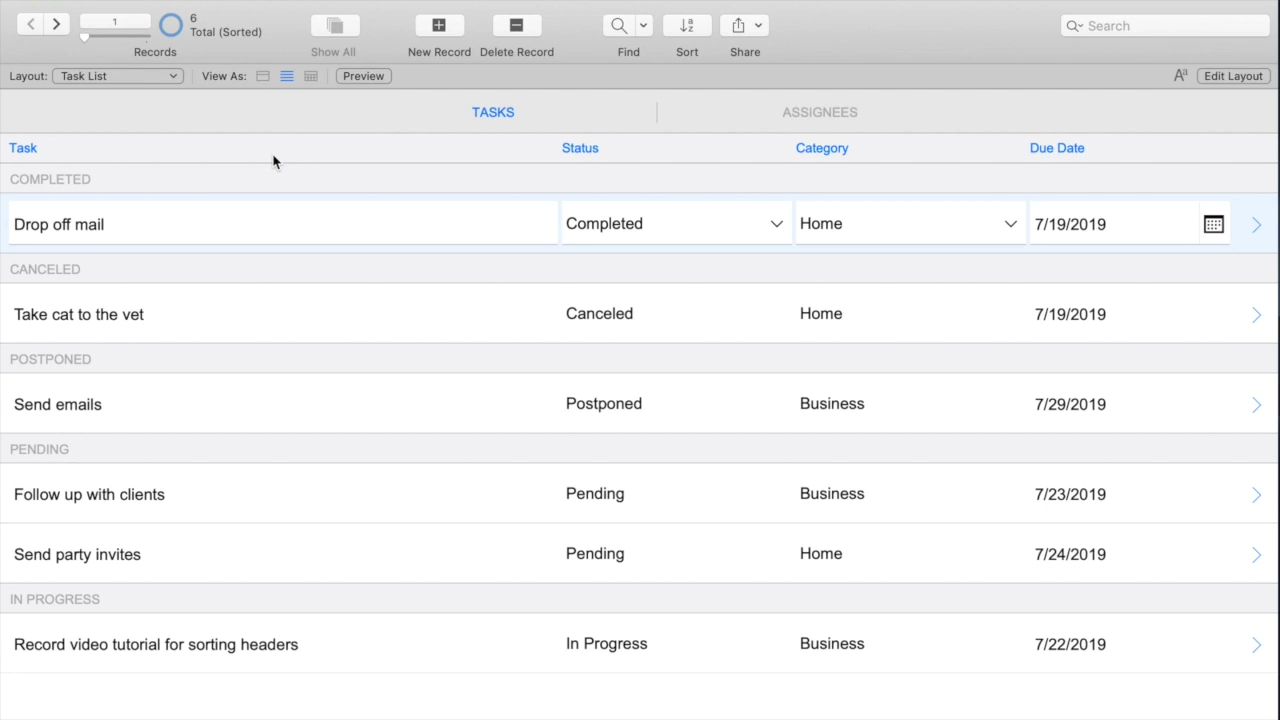 1
6
Total (Sorted)
Records
Show All
New Record
Delete Record
Find
Sort
Share
Search
Layout: Task List
View As:
Preview
Aa
Edit Layout
TASKS
ASSIGNEES
Task Status Category Due Date
COMPLETED
Drop off mail Completed Home 7/19/2019
CANCELED
Take cat to the vet Canceled Home 7/19/2019
POSTPONED
Send emails Postponed Business 7/29/2019
PENDING
Follow up with clients Pending Business 7/23/2019
Send party invites Pending Home 7/24/2019
IN PROGRESS
Record video tutorial for sorting headers In Progress Business 7/22/2019